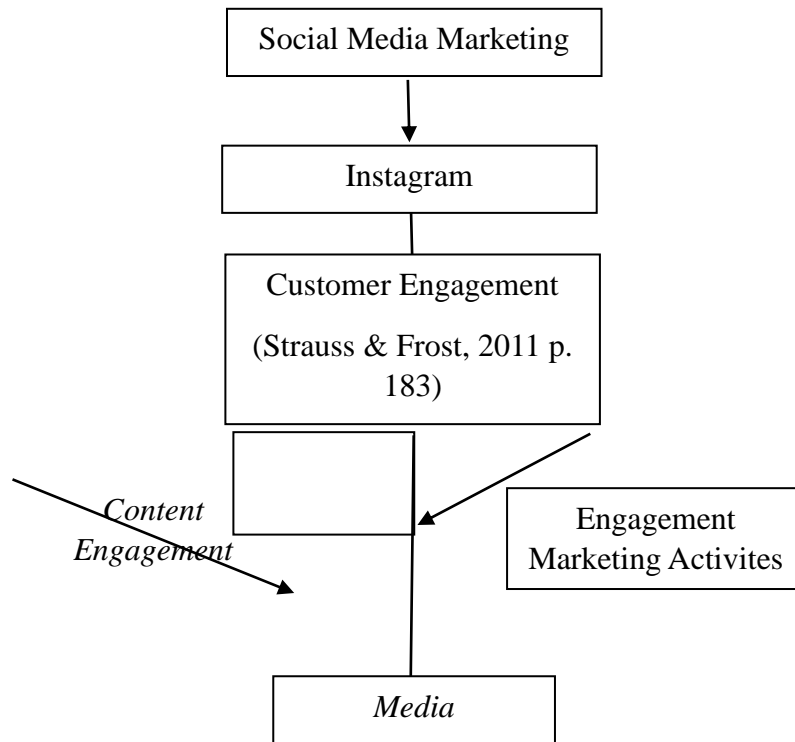 Social Media Marketing
Instagram
Customer Engagement
(Strauss & Frost, 2011 p.
183)
Content
Engagement
Engagement
Marketing Activites
Media